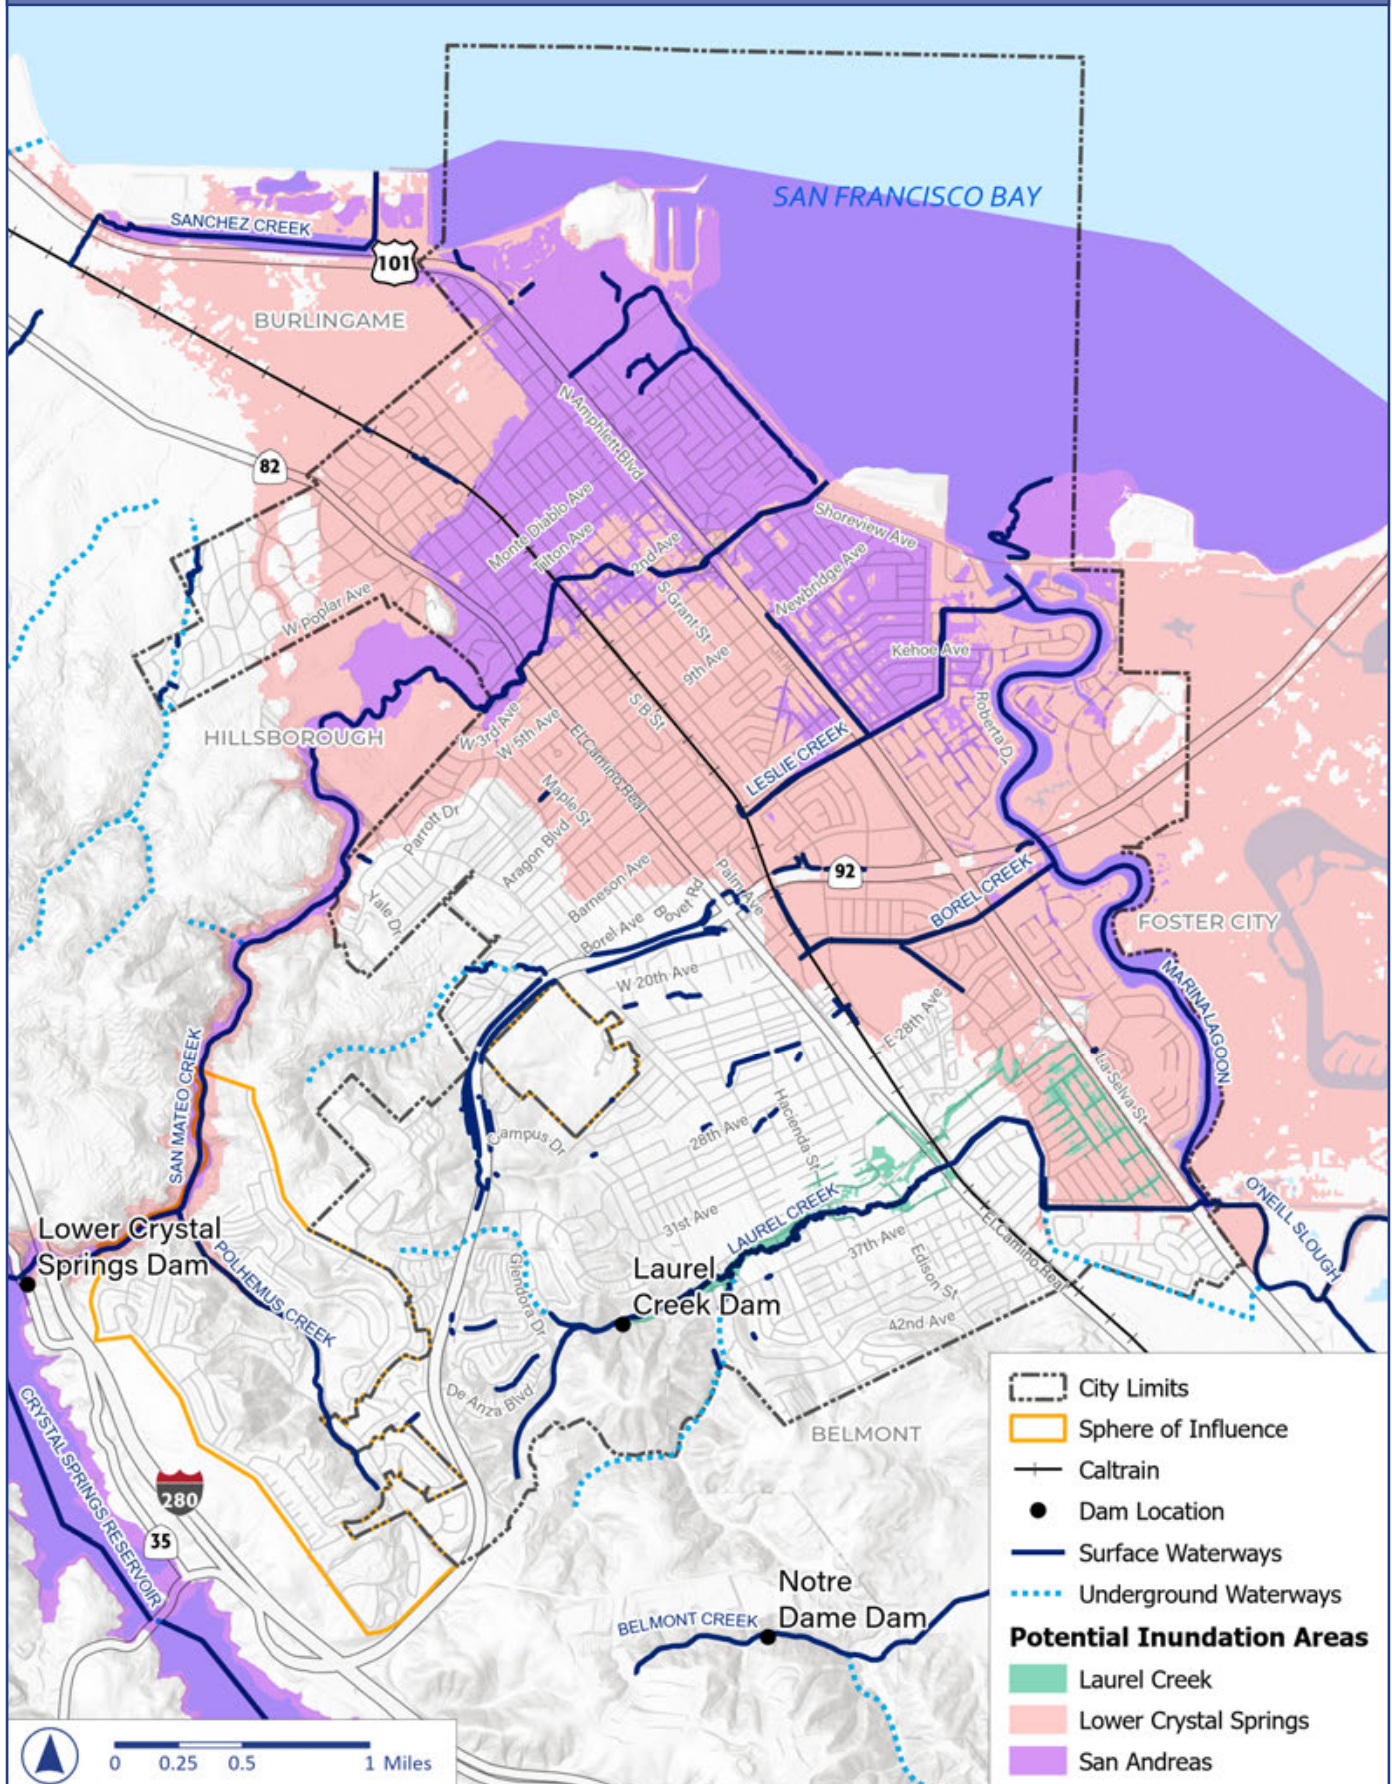 SAN FRANCISCO BAY
SANCHEZ CREEK
101
BURLINGAME
N Amphlett Blvd
82
Monte Diablo Ave
Tilton Ave
2nd Ave
Shoreview Ave
Newbridge Ave
W Poplar Ave
S Grant St
9th Ave
Kehoe Ave
HILLSBOROUGH
W 3rd Ave
W 5th Ave
S B St
El Camino Real
Roberta Dr
LESLIE CREEK
Maple St
Parrott Dr
Aragon Blvd
Barneson Ave
Palm Ave
92
BOREL CREEK
Yale Dr
Borel Ave
Bovet Rd
FOSTER CITY
W 20th Ave
MARINA LAGOON
E 28th Ave
SAN MATEO CREEK
La Selva St
Campus Dr
28th Ave
Hacienda St
LAUREL CREEK
31st Ave
37th Ave
El Camino Real
O'NEILL SLOUGH
Lower Crystal
Springs Dam
POLHEMUS CREEK
Glendora Dr
Laurel
Creek Dam
Edison St
42nd Ave
De Anza Blvd
BELMONT
CRYSTAL SPRINGS RESERVOIR
280
35
Notre
Dame Dam
BELMONT CREEK
City Limits
Sphere of Influence
Caltrain
Dam Location
Surface Waterways
Underground Waterways
Potential Inundation Areas
Laurel Creek
Lower Crystal Springs
San Andreas
0 0.25 0.5 1 Miles